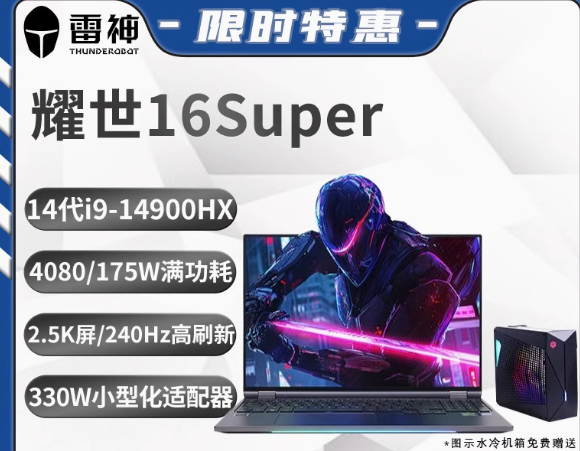 雷神
THUNDEROBOT
限时特惠
耀世16Super
14代i9-14900HX
4080/175W满功耗
2.5K屏/240Hz高刷新
330W小型化适配器
*图示水冷机箱免费赠送